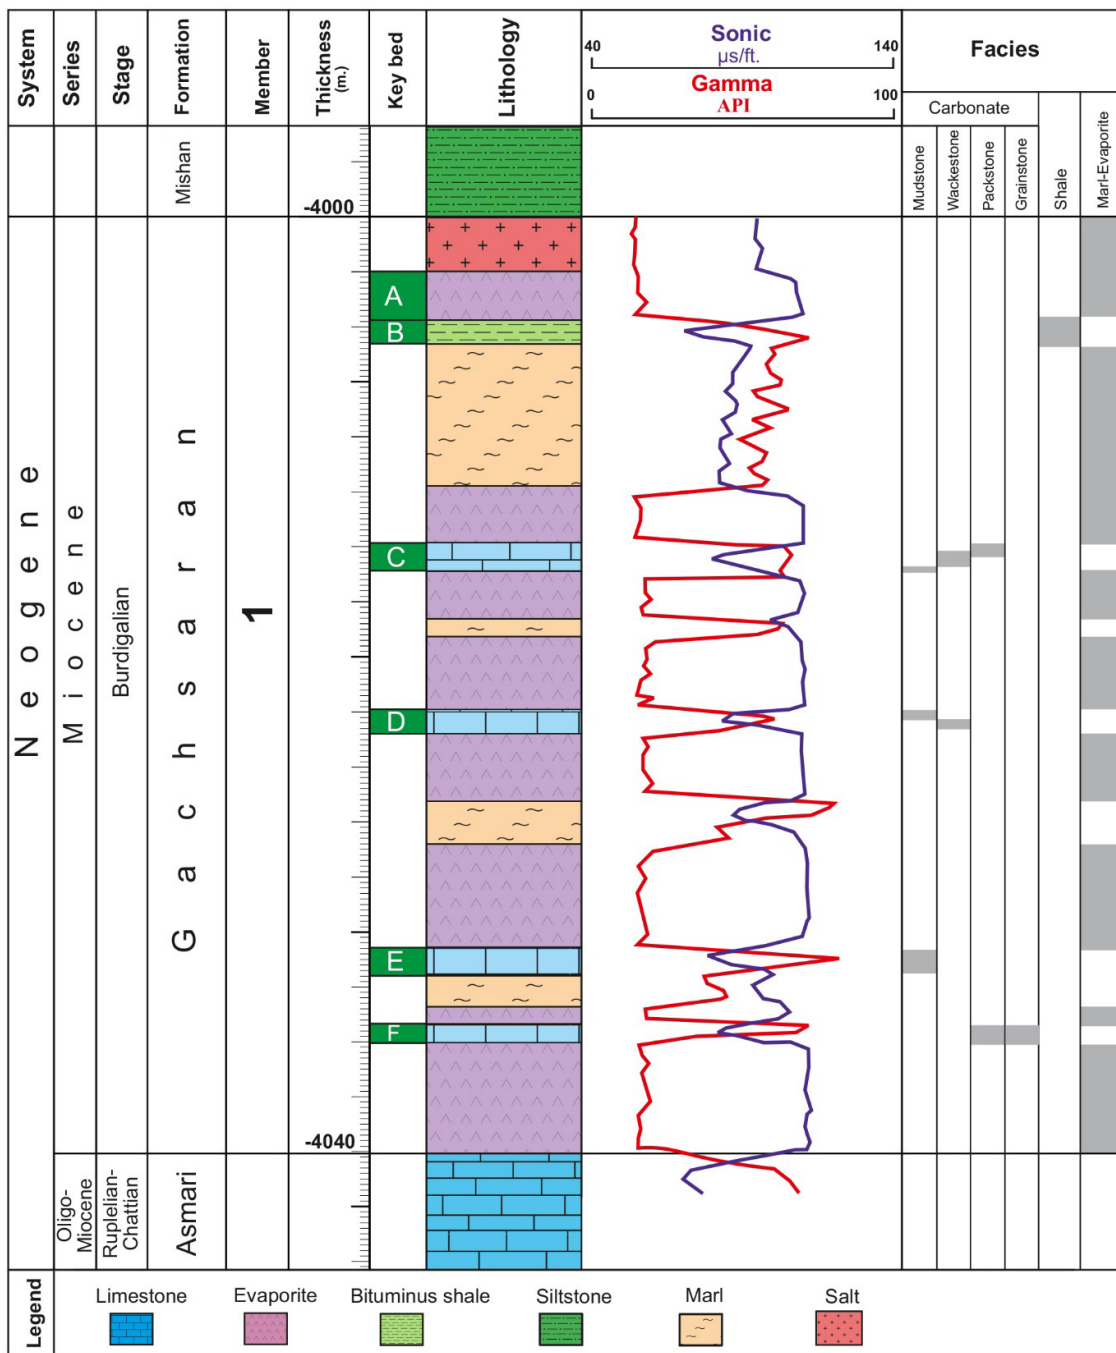 System
Series
Stage
Formation
Member
Thickness
(m.)
Key bed
Lithology
40 Sonic 140
µs/ft.
Gamma
0 API 100
Facies
Carbonate
Mudstone
Wackestone
Packstone
Grainstone
Shale
Marl-Evaporite
Mishan
-4000
Neogene
Miocene
Burdigalian
Gachsaran
1
A
B
C
D
E
F
-4040
Oligo-
Miocene
Ruplelian-
Chattian
Asmari
Legend
Limestone Evaporite Bituminus shale Siltstone Marl Salt